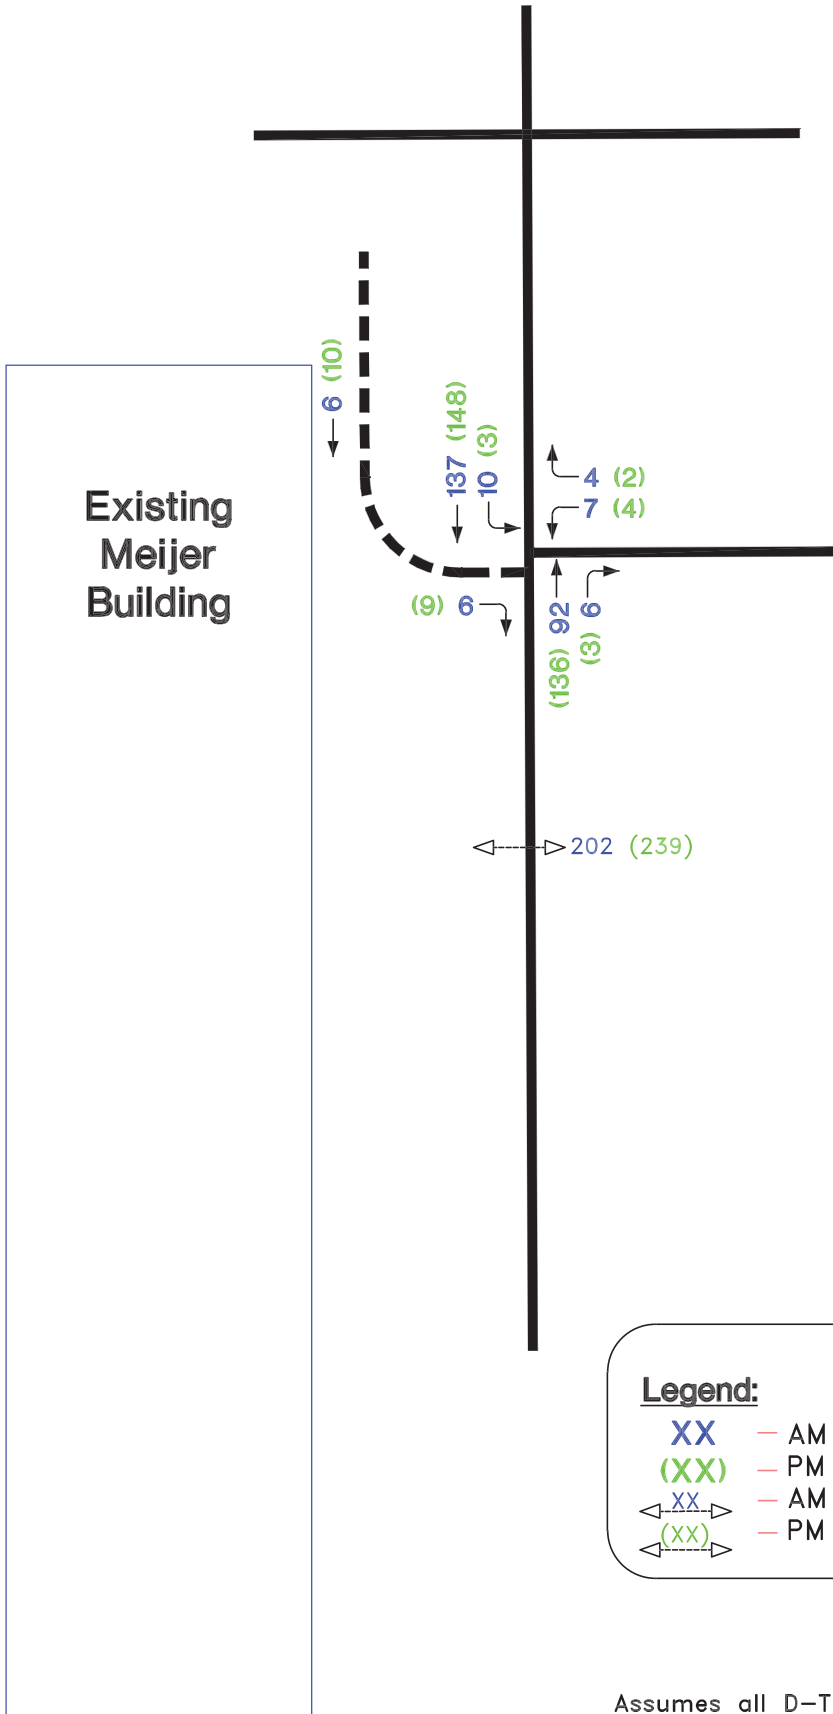 6 (10)
137 (148)
10 (3)
4 (2)
7 (4)
Existing
Meijer
Building
(9) 6
(136) 92
(3) 6
202 (239)
Legend:
XX — AM
(XX) — PM
XX — AM
(XX) — PM
Assumes all D-T